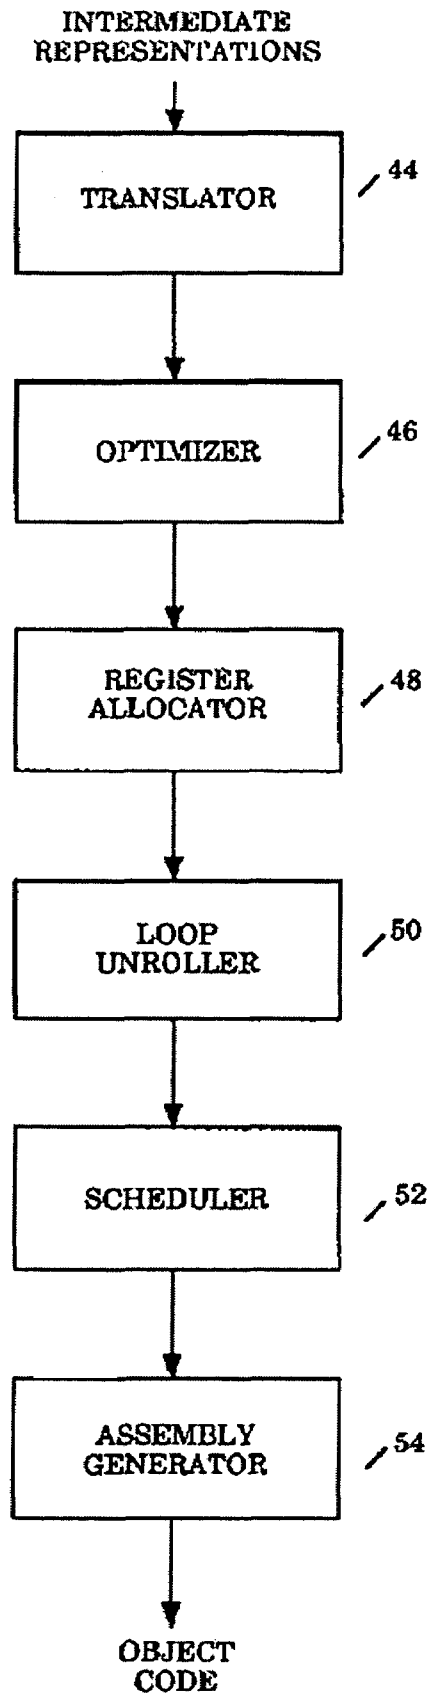 INTERMEDIATE
REPRESENTATIONS
TRANSLATOR
44
OPTIMIZER
46
REGISTER
ALLOCATOR
48
LOOP
UNROLLER
50
SCHEDULER
52
ASSEMBLY
GENERATOR
54
OBJECT
CODE